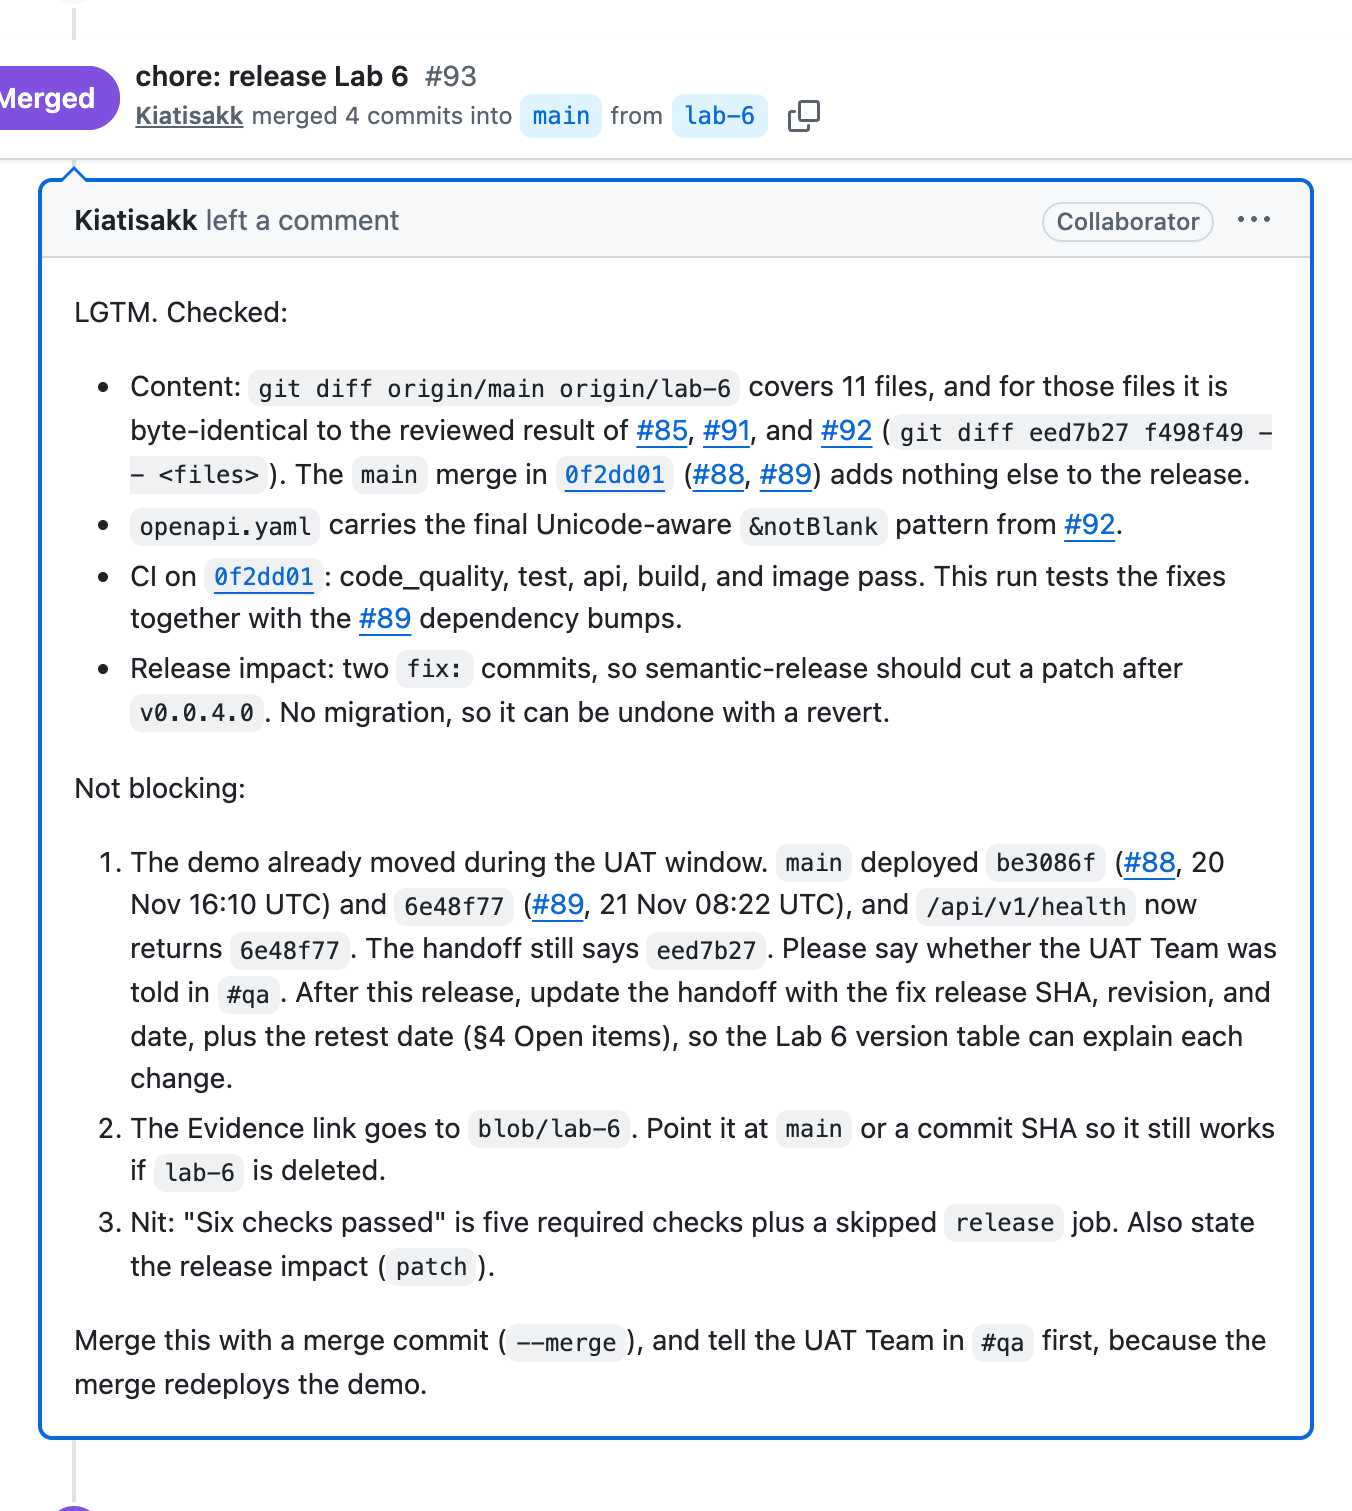 Merged
chore: release Lab 6 #93
Kiatisakk merged 4 commits into main from lab-6
Kiatisakk left a comment
Collaborator
LGTM. Checked:
• Content: git diff origin/main origin/lab-6 covers 11 files, and for those files it is
byte-identical to the reviewed result of #85, #91, and #92 ( git diff eed7b27 f498f49 -
- <files> ). The main merge in 0f2dd01 (#88, #89) adds nothing else to the release.
• openapi.yaml carries the final Unicode-aware &notBlank pattern from #92.
• CI on 0f2dd01 : code_quality, test, api, build, and image pass. This run tests the fixes
together with the #89 dependency bumps.
• Release impact: two fix: commits, so semantic-release should cut a patch after
v0.0.4.0 . No migration, so it can be undone with a revert.
Not blocking:
1. The demo already moved during the UAT window. main deployed be3086f (#88, 20
Nov 16:10 UTC) and 6e48f77 (#89, 21 Nov 08:22 UTC), and /api/v1/health now
returns 6e48f77 . The handoff still says eed7b27 . Please say whether the UAT Team was
told in #qa . After this release, update the handoff with the fix release SHA, revision, and
date, plus the retest date (§4 Open items), so the Lab 6 version table can explain each
change.
2. The Evidence link goes to blob/lab-6 . Point it at main or a commit SHA so it still works
if lab-6 is deleted.
3. Nit: "Six checks passed" is five required checks plus a skipped release job. Also state
the release impact ( patch ).
Merge this with a merge commit ( --merge ), and tell the UAT Team in #qa first, because the
merge redeploys the demo.